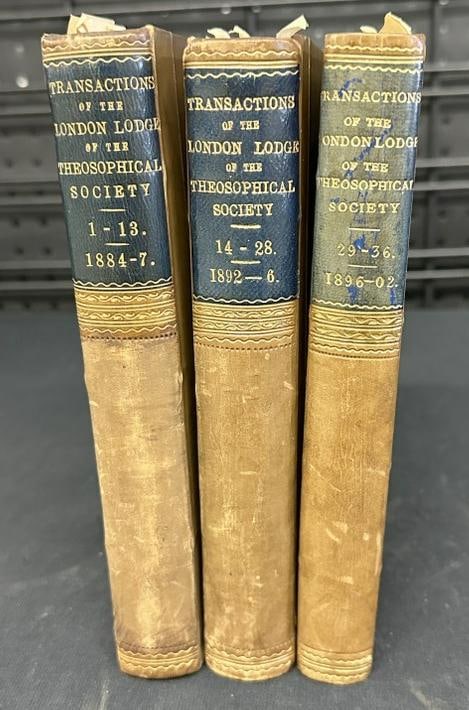 TRANSACTIONS
OF THE
LONDON LODGE
OF THE
THEOSOPHICAL
SOCIETY
1-13.
1884-7.
TRANSACTIONS
OF THE
LONDON LODGE
OF THE
THEOSOPHICAL
SOCIETY
14-28.
1892-6.
TRANSACTIONS
OF THE
LONDON LODGE
OF THE
THEOSOPHICAL
SOCIETY
29-36.
1896-02.